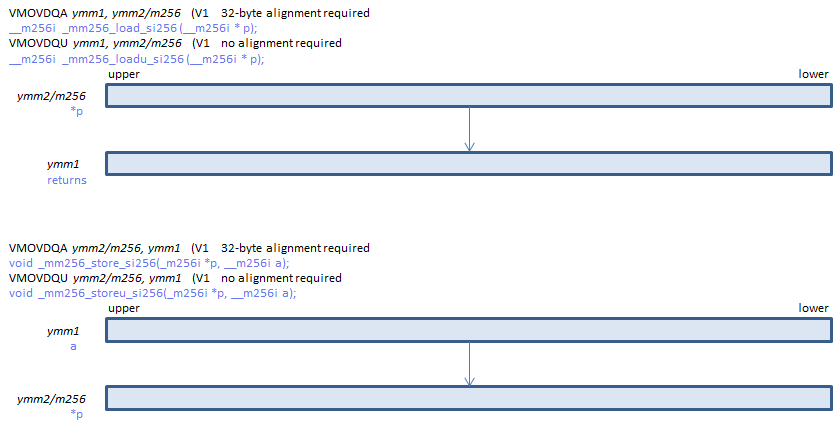 VMOVDQA ymm1, ymm2/m256 (V1 32-byte alignment required
__m256i _mm256_load_si256 (__m256i * p);
VMOVDQU ymm1, ymm2/m256 (V1 no alignment required
__m256i _mm256_loadu_si256 (__m256i * p);
upper lower
ymm2/m256
*p
ymm1
returns
VMOVDQA ymm2/m256, ymm1 (V1 32-byte alignment required
void _mm256_store_si256(_m256i *p, __m256i a);
VMOVDQU ymm2/m256, ymm1 (V1 no alignment required
void _mm256_storeu_si256(_m256i *p, __m256i a);
upper lower
ymm1
a
ymm2/m256
*p